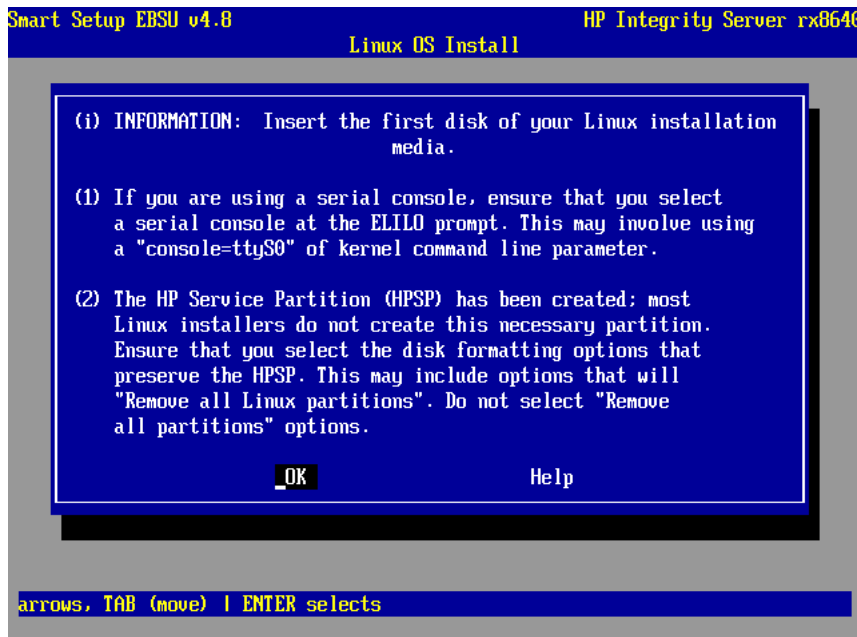 Smart Setup EBSU v4.8 HP Integrity Server rx8640
Linux OS Install
(i) INFORMATION: Insert the first disk of your Linux installation
media.
(1) If you are using a serial console, ensure that you select
a serial console at the ELILO prompt. This may involve using
a "console=ttyS0" of kernel command line parameter.
(2) The HP Service Partition (HPSP) has been created; most
Linux installers do not create this necessary partition.
Ensure that you select the disk formatting options that
preserve the HPSP. This may include options that will
"Remove all Linux partitions". Do not select "Remove
all partitions" options.
OK Help
arrows, TAB (move) | ENTER selects